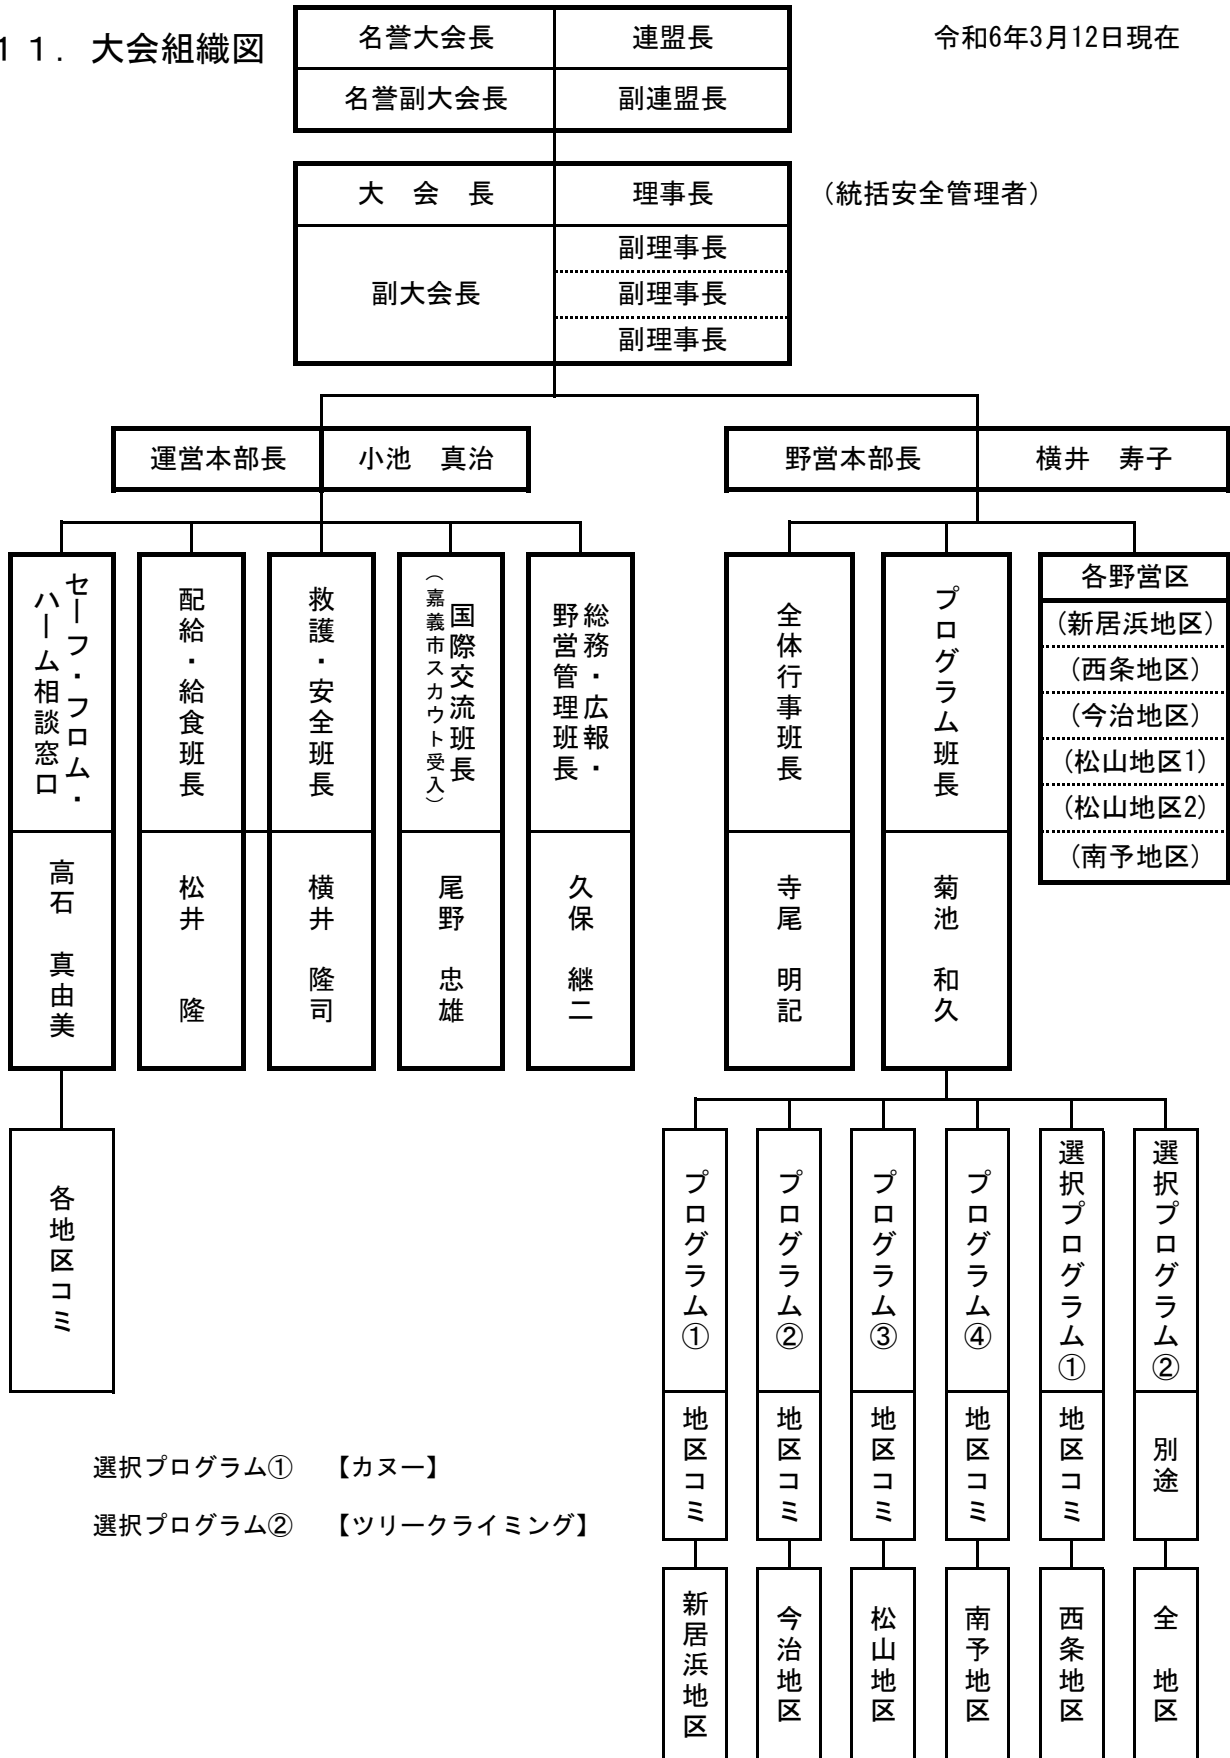 １１．大会組織図
令和6年3月12日現在
名誉大会長　連盟長
名誉副大会長　副連盟長
大　会　長　理事長　（統括安全管理者）
副大会長
副理事長
副理事長
副理事長
運営本部長　小池　真治
野営本部長　横井　寿子
セーフ・フロム・
ハーム相談窓口
高石　真由美
配給・給食班長
松井　隆
救護・安全班長
横井　隆司
国際交流班長
（嘉義市スカウト受入）
尾野　忠雄
総務・広報・
野営管理班長
久保　継二
全体行事班長
寺尾　明記
プログラム班長
菊池　和久
各野営区
（新居浜地区）
（西条地区）
（今治地区）
（松山地区1）
（松山地区2）
（南予地区）
各地区コミ
プログラム①
地区コミ
新居浜地区
プログラム②
地区コミ
今治地区
プログラム③
地区コミ
松山地区
プログラム④
地区コミ
南予地区
選択プログラム①
地区コミ
西条地区
選択プログラム②
別途
全　地区
選択プログラム①　【カヌー】
選択プログラム②　【ツリークライミング】